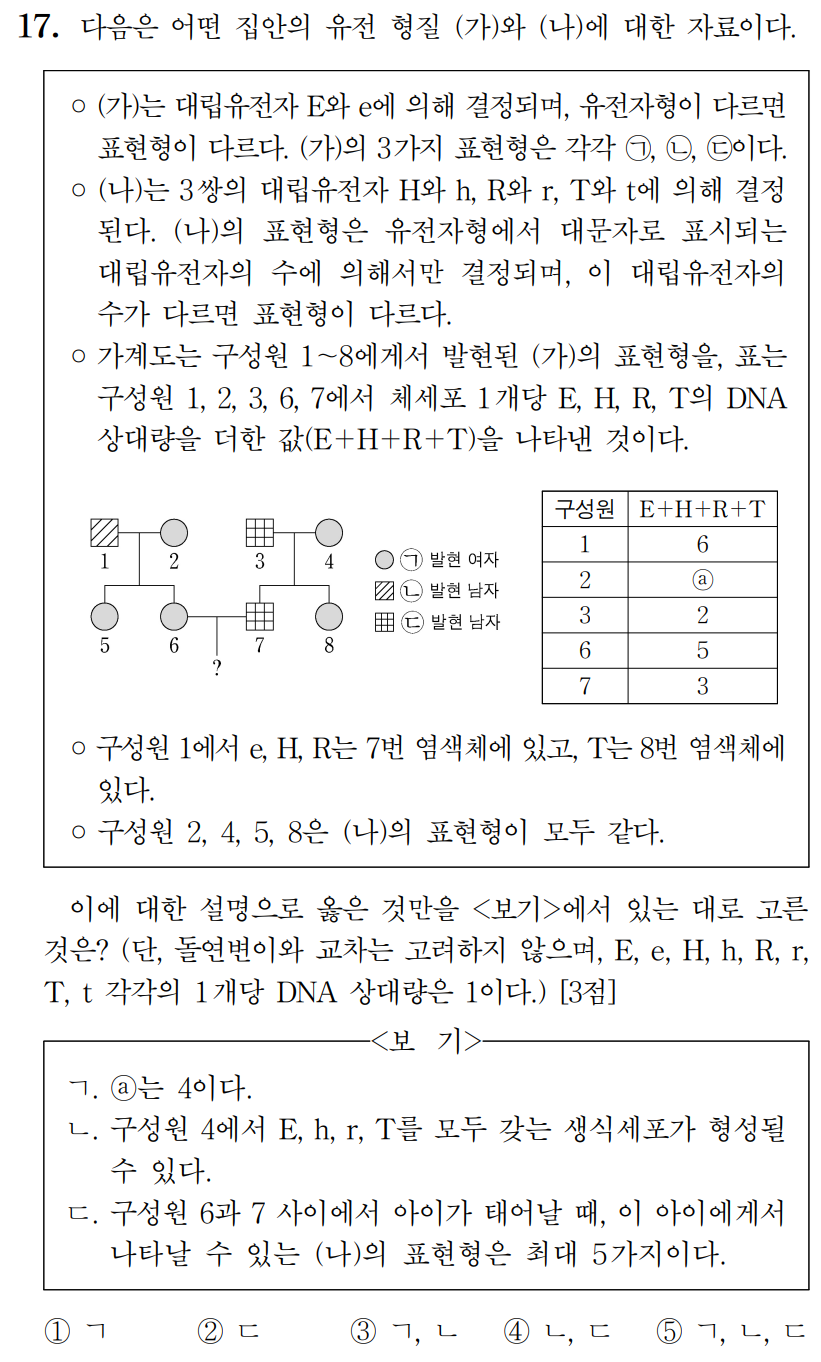 17. 다음은 어떤 집안의 유전 형질 (가)와 (나)에 대한 자료이다.
○ (가)는 대립유전자 E와 e에 의해 결정되며, 유전자형이 다르면
표현형이 다르다. (가)의 3가지 표현형은 각각 ㉠, ㉡, ㉢이다.
○ (나)는 3쌍의 대립유전자 H와 h, R와 r, T와 t에 의해 결정
된다. (나)의 표현형은 유전자형에서 대문자로 표시되는
대립유전자의 수에 의해서만 결정되며, 이 대립유전자의
수가 다르면 표현형이 다르다.
○ 가계도는 구성원 1~8에게서 발현된 (가)의 표현형을, 표는
구성원 1, 2, 3, 6, 7에서 체세포 1개당 E, H, R, T의 DNA
상대량을 더한 값(E+H+R+T)을 나타낸 것이다.
1 2 3 4
5 6 7 8
?
㉠ 발현 여자
㉡ 발현 남자
㉢ 발현 남자
구성원 E+H+R+T
1 6
2 ⓐ
3 2
6 5
7 3
○ 구성원 1에서 e, H, R는 7번 염색체에 있고, T는 8번 염색체에
있다.
○ 구성원 2, 4, 5, 8은 (나)의 표현형이 모두 같다.
이에 대한 설명으로 옳은 것만을 <보기>에서 있는 대로 고른
것은? (단, 돌연변이와 교차는 고려하지 않으며, E, e, H, h, R, r,
T, t 각각의 1개당 DNA 상대량은 1이다.) [3점]
<보 기>
ㄱ. ⓐ는 4이다.
ㄴ. 구성원 4에서 E, h, r, T를 모두 갖는 생식세포가 형성될
수 있다.
ㄷ. 구성원 6과 7 사이에서 아이가 태어날 때, 이 아이에게서
나타날 수 있는 (나)의 표현형은 최대 5가지이다.
① ㄱ ② ㄷ ③ ㄱ, ㄴ ④ ㄴ, ㄷ ⑤ ㄱ, ㄴ, ㄷ